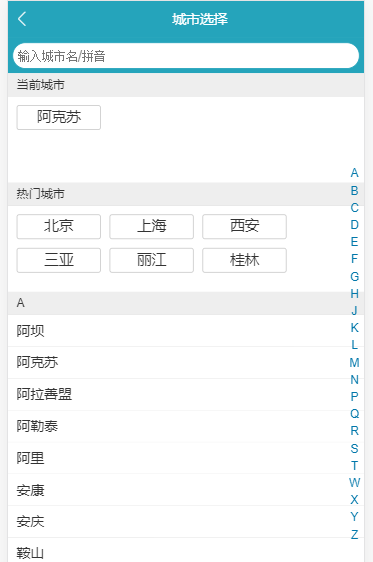 城市选择
输入城市名/拼音
当前城市
阿克苏
热门城市
北京 上海 西安
三亚 丽江 桂林
A
阿坝
阿克苏
阿拉善盟
阿勒泰
阿里
安康
安庆
鞍山
A
B
C
D
E
F
G
H
J
K
L
M
N
P
Q
R
S
T
W
X
Y
Z